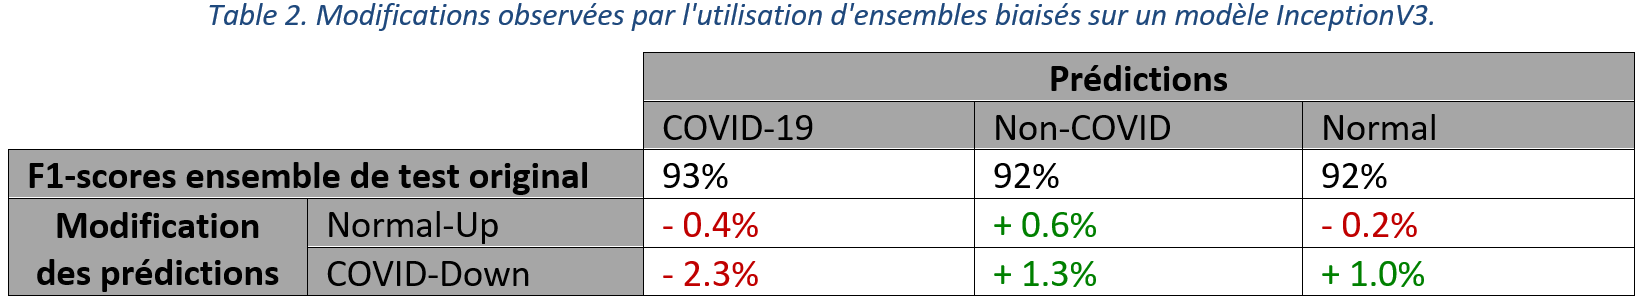 Table 2. Modifications observées par l'utilisation d'ensembles biaisés sur un modèle InceptionV3.
Prédictions
COVID-19 Non-COVID Normal
F1-scores ensemble de test original 93% 92% 92%
Modification des prédictions
Normal-Up - 0.4% + 0.6% - 0.2%
COVID-Down - 2.3% + 1.3% + 1.0%